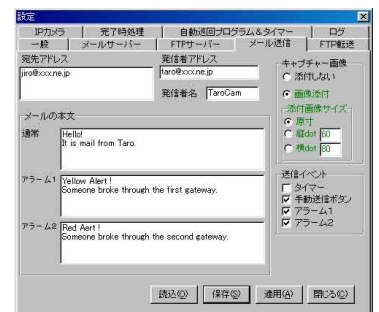 設定
IPカメラ 完了時処理 自動巡回プログラム&タイマー ログ
一般 メールサーバー FTPサーバー メール送信 FTP転送
宛先アドレス 発信者アドレス
jiro@xxx.ne.jp taro@xxx.ne.jp
発信者名 TaroCam
キャプチャー画像
添付しない
画像添付
添付画像サイズ
原寸
縦dot 60
横dot 80
メールの本文
通常 Hello!
It is mail from Taro.
アラーム1 Yellow Alert !
Someone broke through the first gateway.
アラーム2 Red Aert !
Someone broke through the second gateway.
送信イベント
タイマー
手動送信ボタン
アラーム1
アラーム2
読込(O) 保存(S) 適用(A) 閉じる(C)